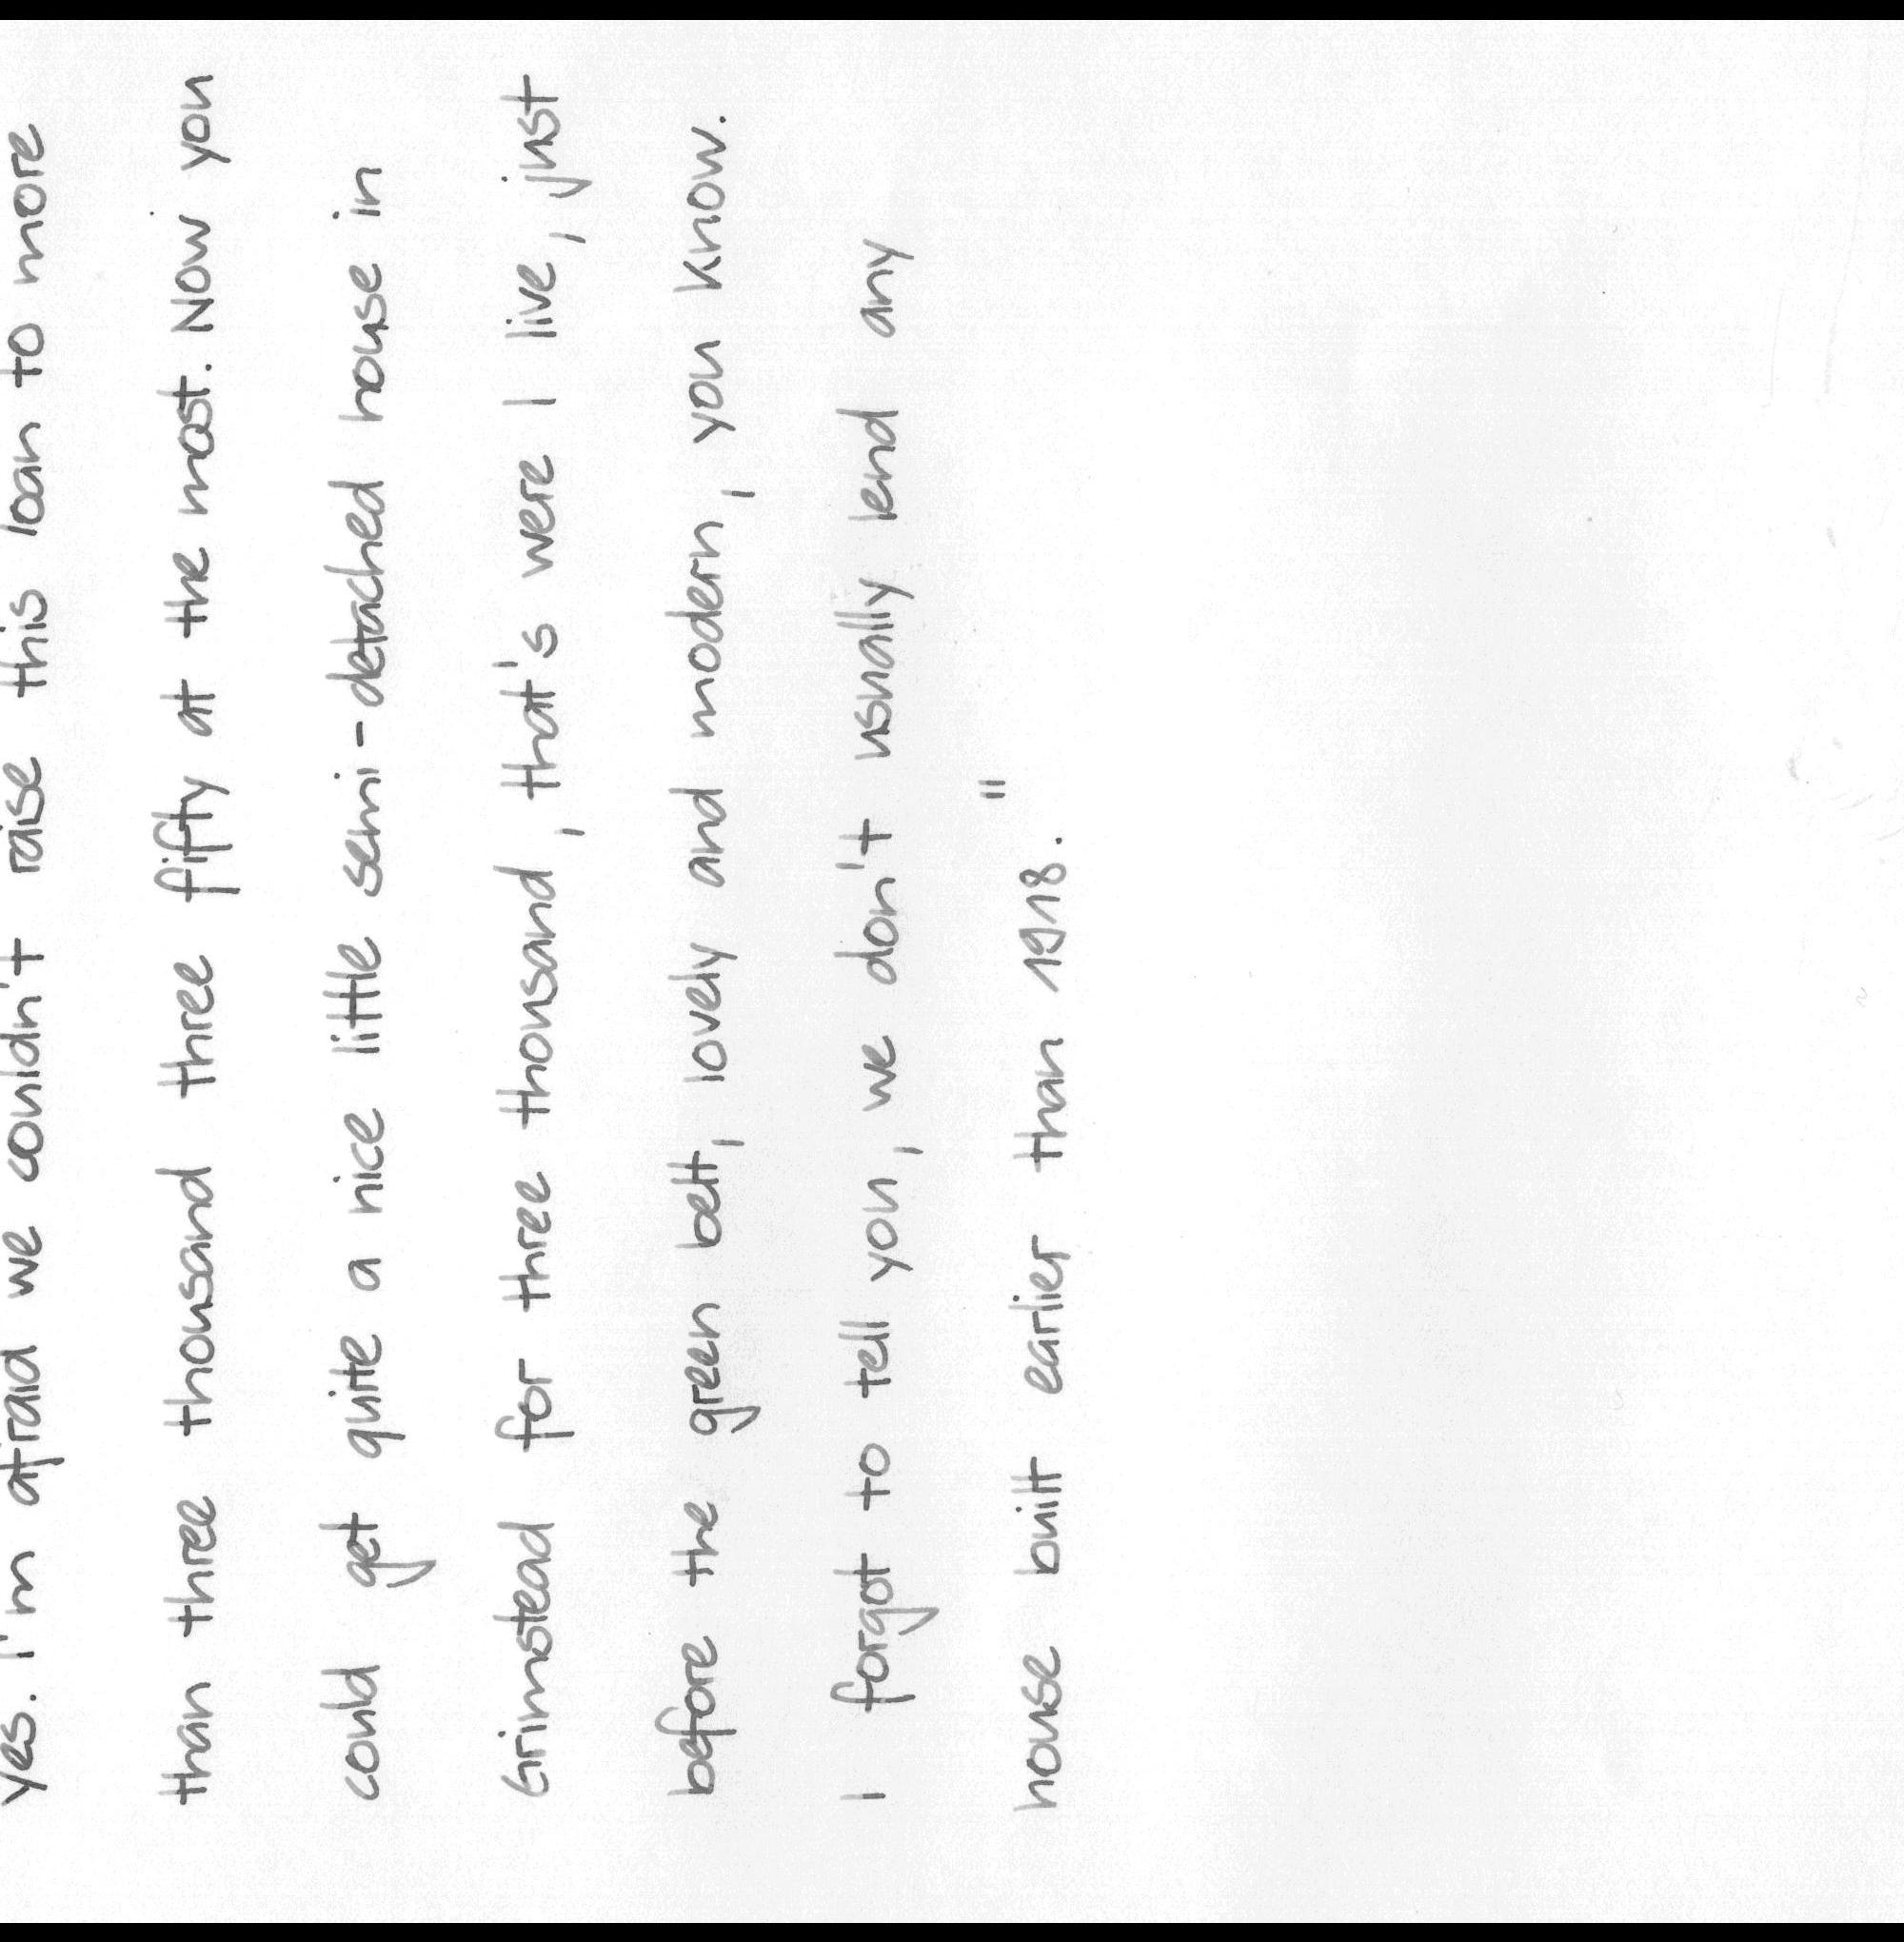 yes. I'm afraid we couldn't raise this loan to more
than three thousand three fifty at the most. Now you
could get quite a nice little semi-detached house in
Grimstead for three thousand, that's were I live, just
before the green belt, lovely and modern, you know.
I forgot to tell you, we don't usually lend any
house built earlier than 1918."